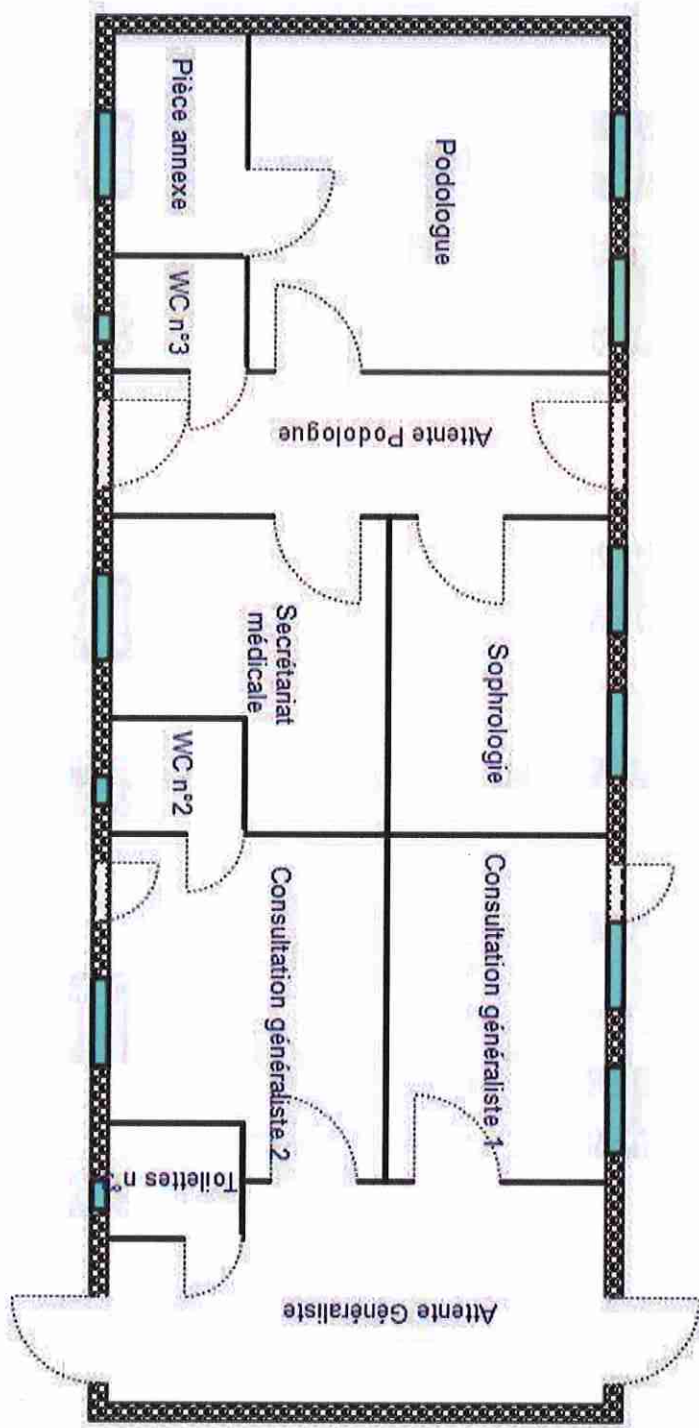 Pièce annexe
Podologue
WC n°3
Attente Podologue
Secrétariat
médicale
Sophrologie
WC n°2
Consultation généraliste 2
Consultation généraliste 1
Toilettes n°
Attente Généraliste